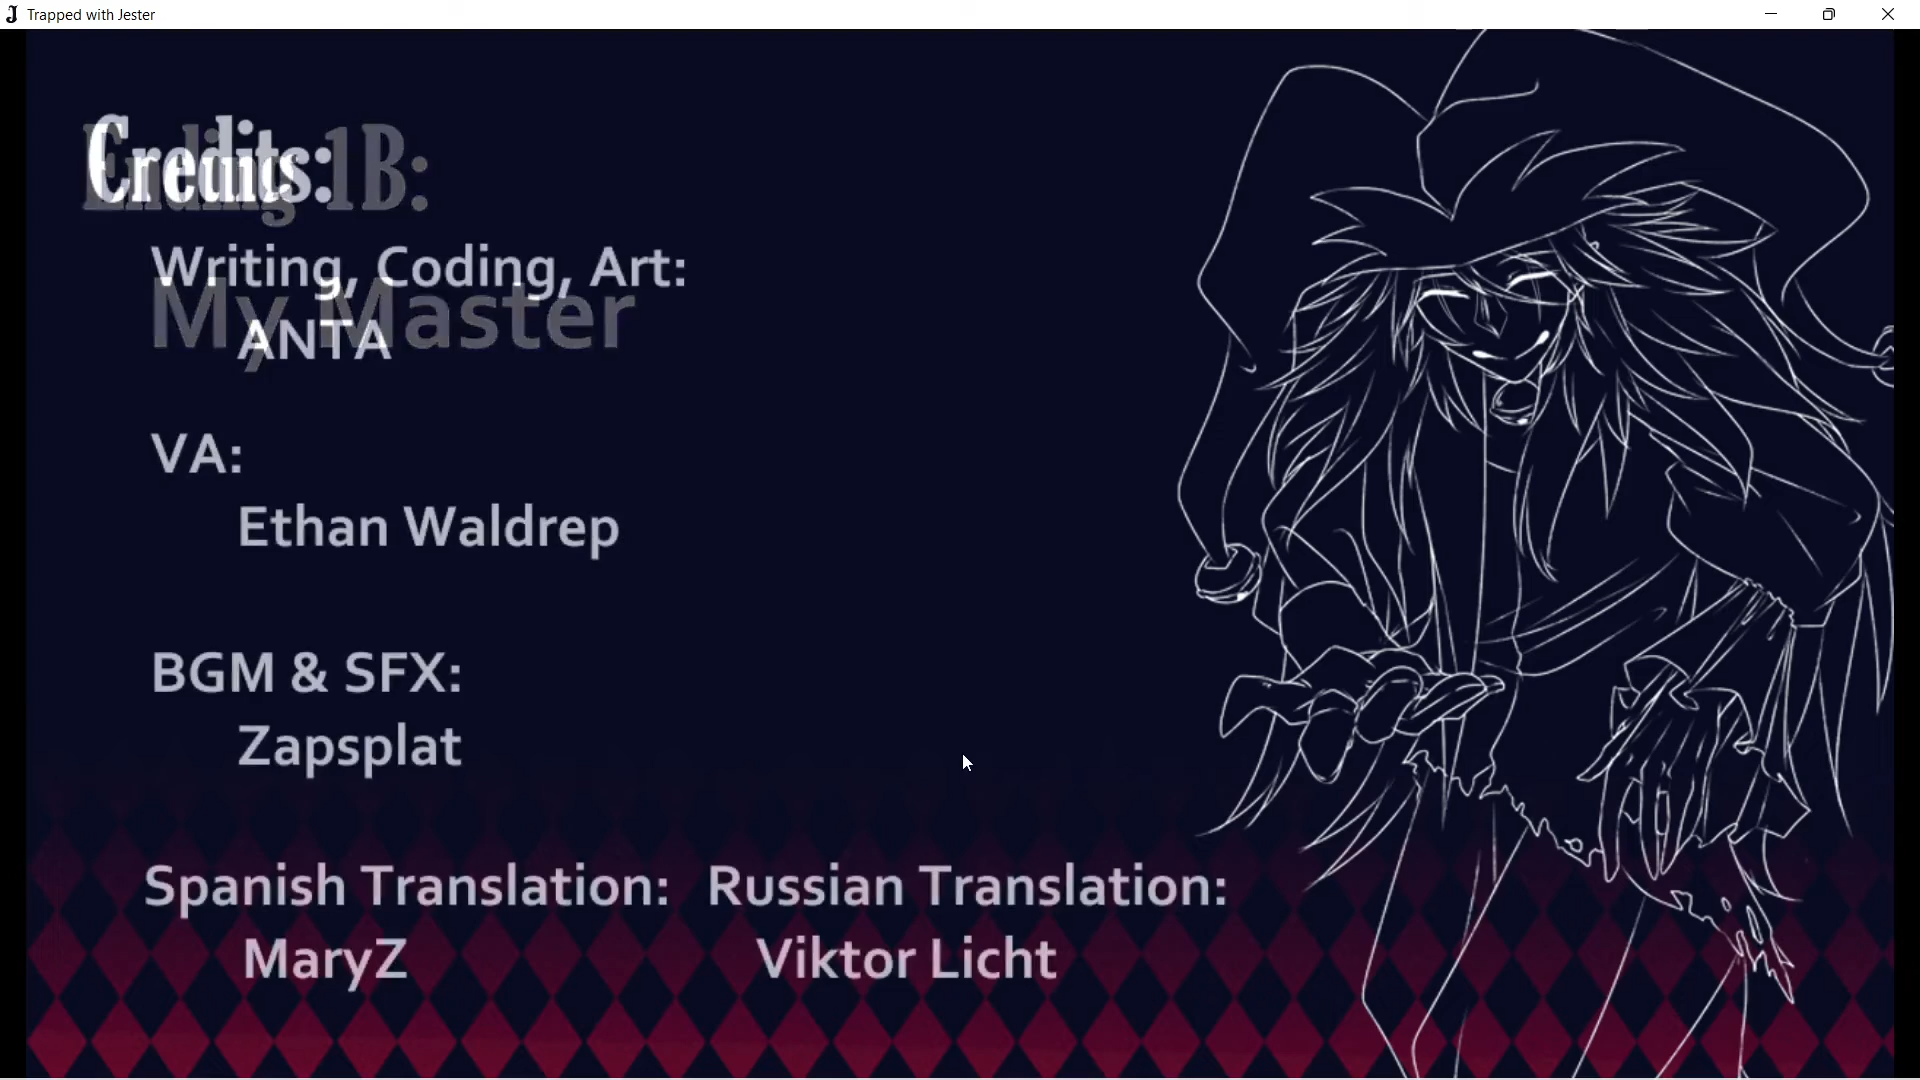 Trapped with Jester
Credits:
Ending 1B:
Writing, Coding, Art:
My Master
ANTA
VA:
Ethan Waldrep
BGM & SFX:
Zapsplat
Spanish Translation: Russian Translation:
MaryZ Viktor Licht